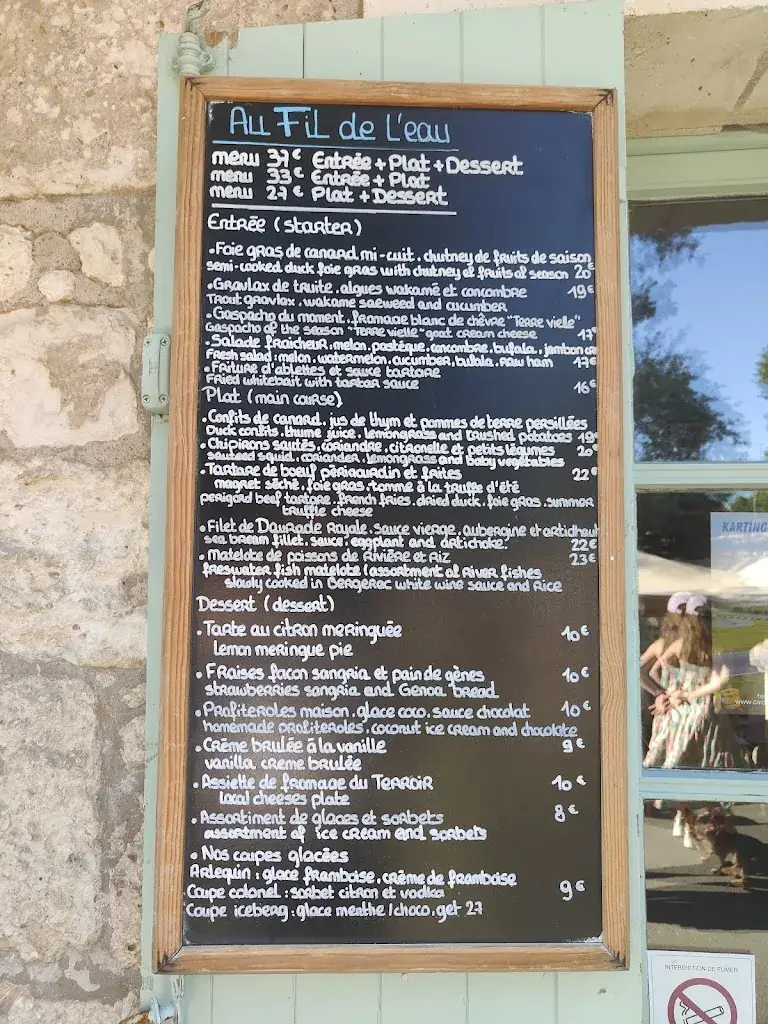 Au Fil de L'eau
menu 37€ Entrée + Plat + Dessert
menu 33€ Entrée + Plat
menu 27€ Plat + Dessert
Entrée (starter)
• Foie gras de canard mi-cuit . chutney de fruits de saison
semi-cooked duck foie gras with chutney of fruits of season 20€
• Gravlax de truite . algues wakamé et concombre 19€
Trout gravlax . wakame saeweed and cucumber
• Gaspacho du moment . fromage blanc de chèvre "Terre vielle"
Gaspacho of the season "Terre vielle" goat cream cheese 17€
• Salade fraicheur . melon . pastèque . concombre . bufala . jambon
Fresh salad : melon . watermelon . cucumber . bufala . Raw ham 17€
• Friture d'ablettes et sauce tartare
Fried whitebait with tartar sauce 16€
Plat (main course)
• Confits de canard . jus de thym et pommes de terre persillées
Duck confits . thume juice . lemongrass and crushed potatoes 19€
• Chipirons sautés . coriandre . citronelle et petits légumes 20€
sauteed squid . coriander . lemongrass and baby vegetables
• Tartare de boeuf périgourdin et frites 22€
magret séché . foie gras . tomme à la truffe d'été
perigord beef tartare . french fries . dried duck . foie gras . summer
truffle cheese
• Filet de Daurade Royale . sauce vierge . aubergine et artichaut
sea bream fillet . sauce . eggplant and artichoke . 22€
• matelote de poissons de Rivière et Riz 23€
freswater fish matelote (assortment of River fishes
slowly cooked in Bergerac white wine sauce and Rice
Dessert (dessert)
• Tarte au citron meringuée 10€
lemon meringue pie
• Fraises façon sangria et pain de gènes 10€
strawberries sangria and Genoa bread
• Profiteroles maison . glace coco . sauce chocolat 10€
homemade profiteroles . coconut ice cream and chocolate
• Crème brulée à la vanille 9€
vanilla creme brulée
• Assiette de fromage du Terroir 10€
local cheeses plate
• Assortiment de glaces et sorbets 8€
assortment of ice cream and sorbets
• Nos coupes glacées
Arlequin : glace framboise . crème de framboise
Coupe colonel : sorbet citron et vodka 9€
Coupe iceberg : glace menthe / choco . get 27
KARTING
INTERDICTION DE FUMER